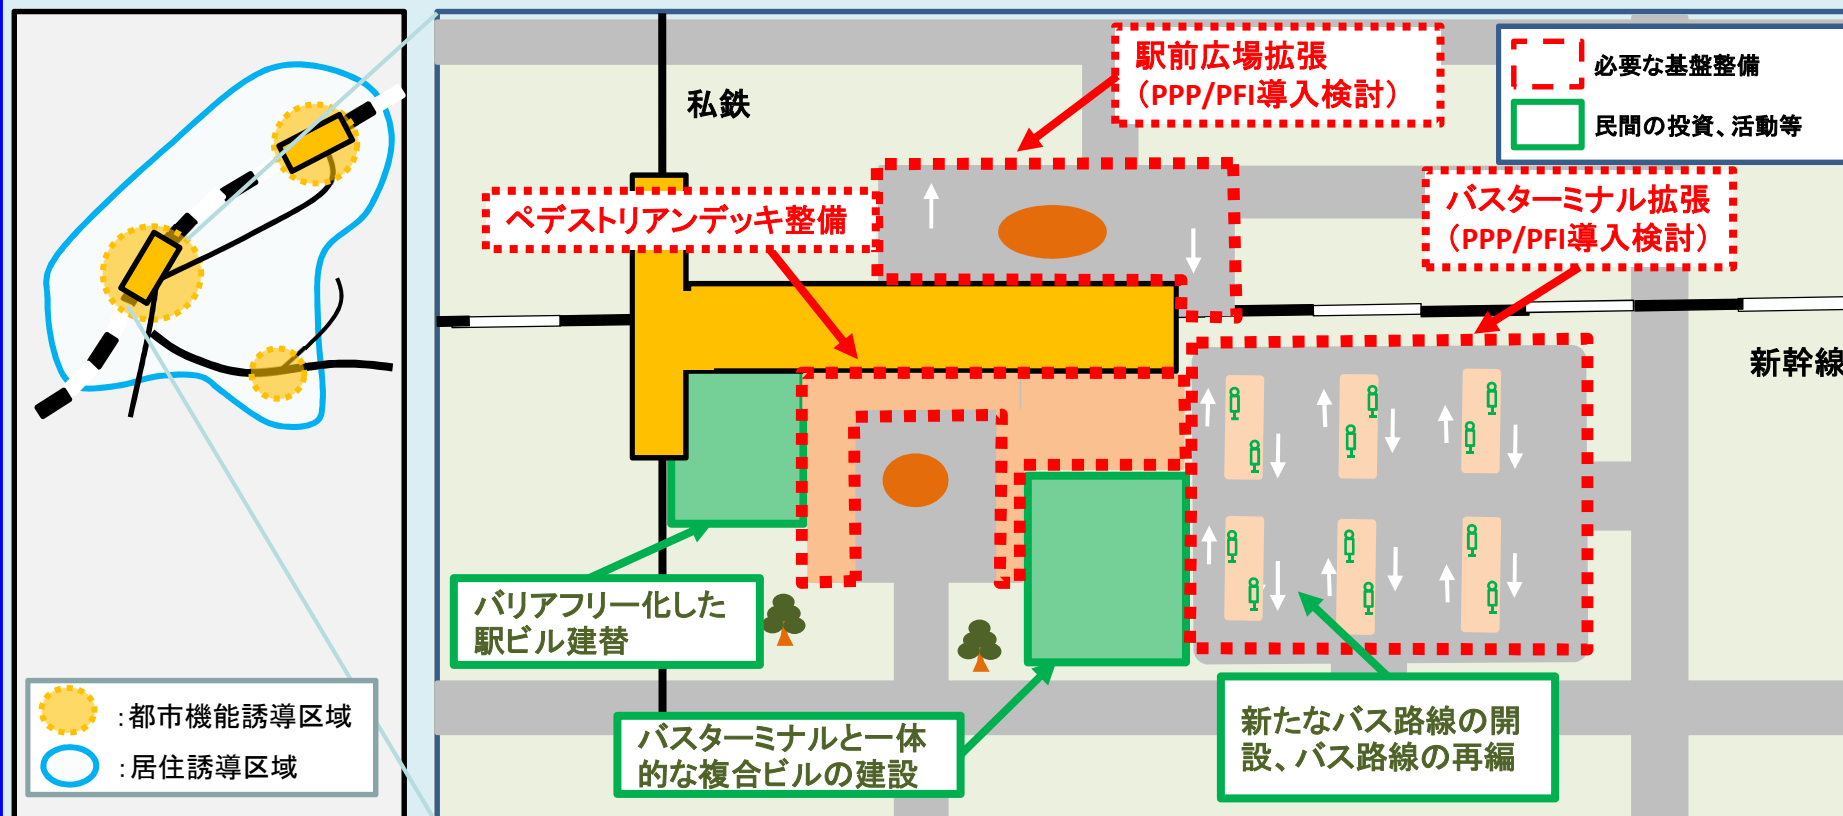 駅前広場拡張
（PPP/PFI導入検討）
必要な基盤整備
民間の投資、活動等
私鉄
ペデストリアンデッキ整備
バスターミナル拡張
（PPP/PFI導入検討）
新幹線
バリアフリー化した
駅ビル建替
バスターミナルと一体
的な複合ビルの建設
新たなバス路線の開
設、バス路線の再編
：都市機能誘導区域
：居住誘導区域